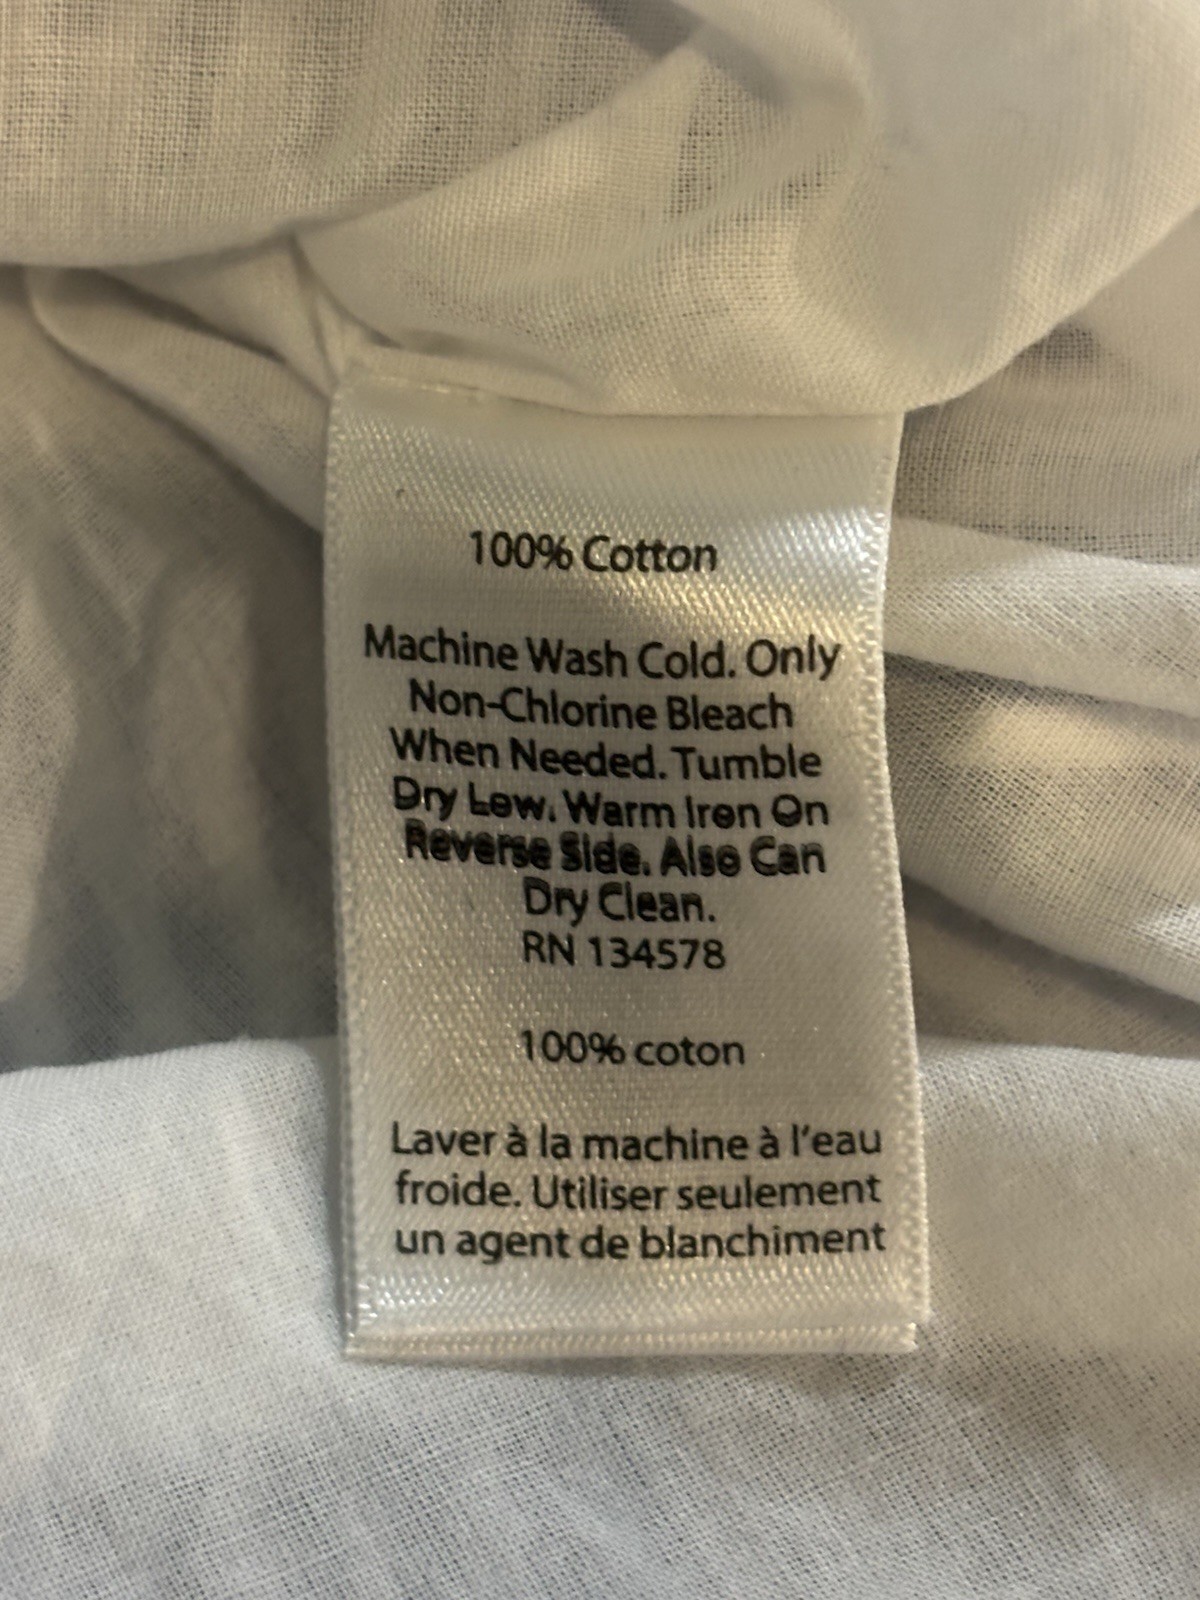 100% Cotton
Machine Wash Cold. Only
Non-Chlorine Bleach
When Needed. Tumble
Dry Low. Warm Iron On
Reverse Side. Also Can
Dry Clean.
RN 134578
100% coton
Laver à la machine à l'eau
froide. Utiliser seulement
un agent de blanchiment